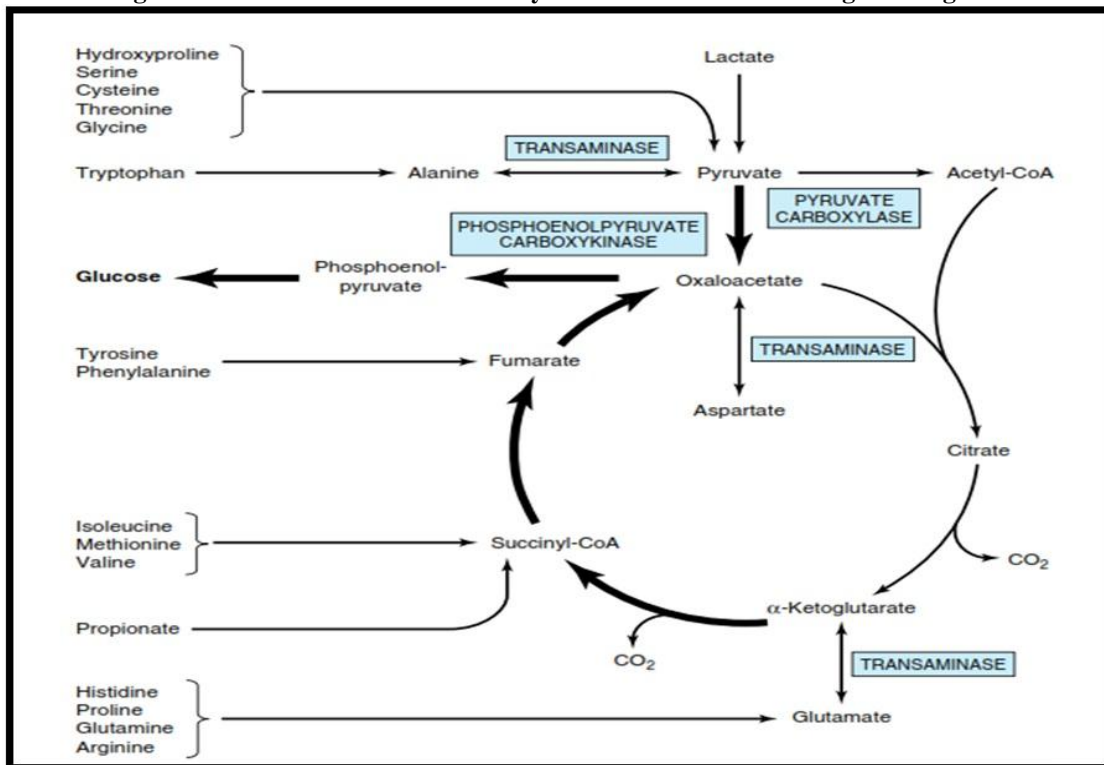 Hydroxyproline
Serine
Cysteine
Threonine
Glycine
Lactate
TRANSAMINASE
Tryptophan
Alanine
Pyruvate
Acetyl-CoA
PYRUVATE
CARBOXYLASE
PHOSPHOENOLPYRUVATE
CARBOXYKINASE
Glucose
Phosphoenol-
pyruvate
Oxaloacetate
TRANSAMINASE
Tyrosine
Phenylalanine
Fumarate
Aspartate
Citrate
Isoleucine
Methionine
Valine
Succinyl-CoA
CO₂
α-Ketoglutarate
Propionate
CO₂
TRANSAMINASE
Histidine
Proline
Glutamine
Arginine
Glutamate